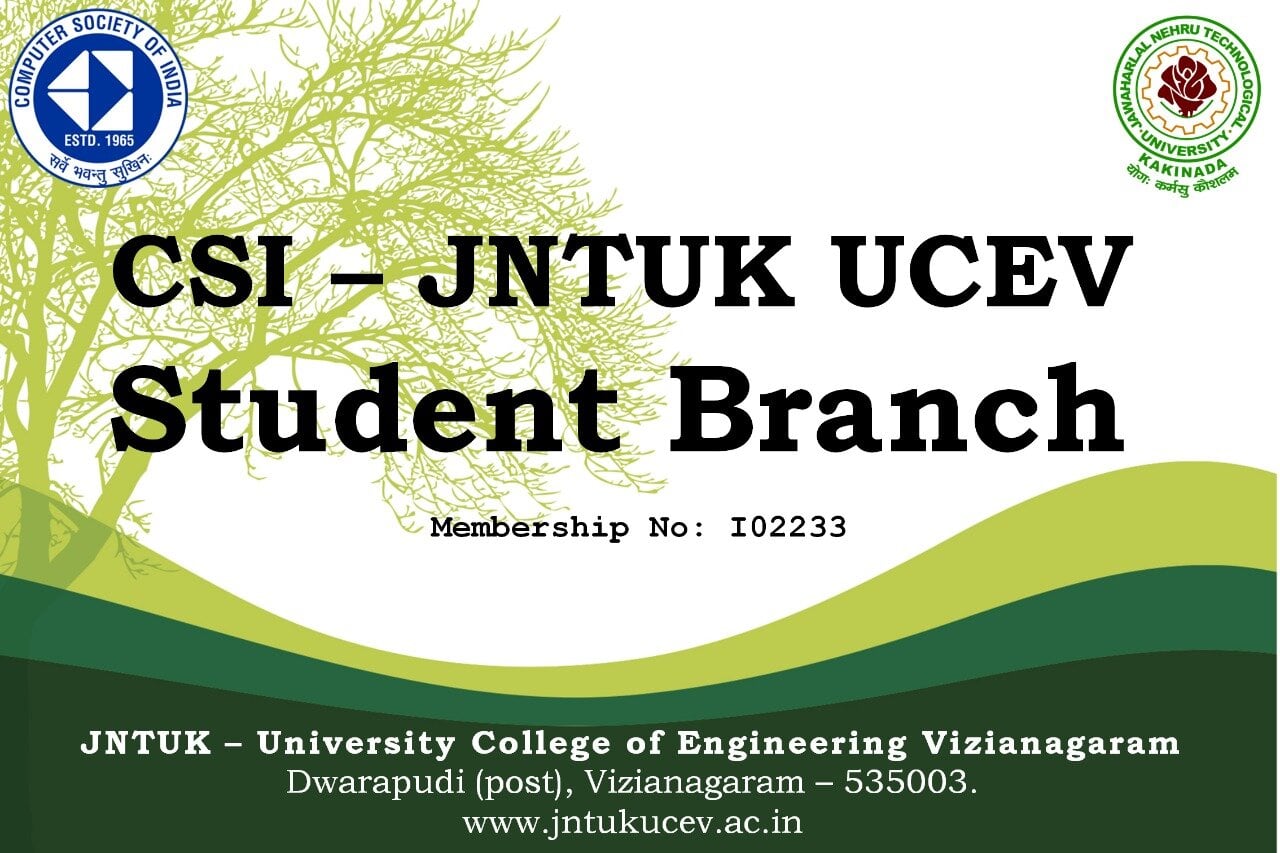 COMPUTER SOCIETY OF INDIA
ESTD. 1965
सर्वे भवन्तु सुखिनः
JAWAHARLAL NEHRU TECHNOLOGICAL
UNIVERSITY
KAKINADA
योगः कर्मसु कौशलम्
CSI – JNTUK UCEV
Student Branch
Membership No: I02233
JNTUK – University College of Engineering Vizianagaram
Dwarapudi (post), Vizianagaram – 535003.
www.jntukucev.ac.in